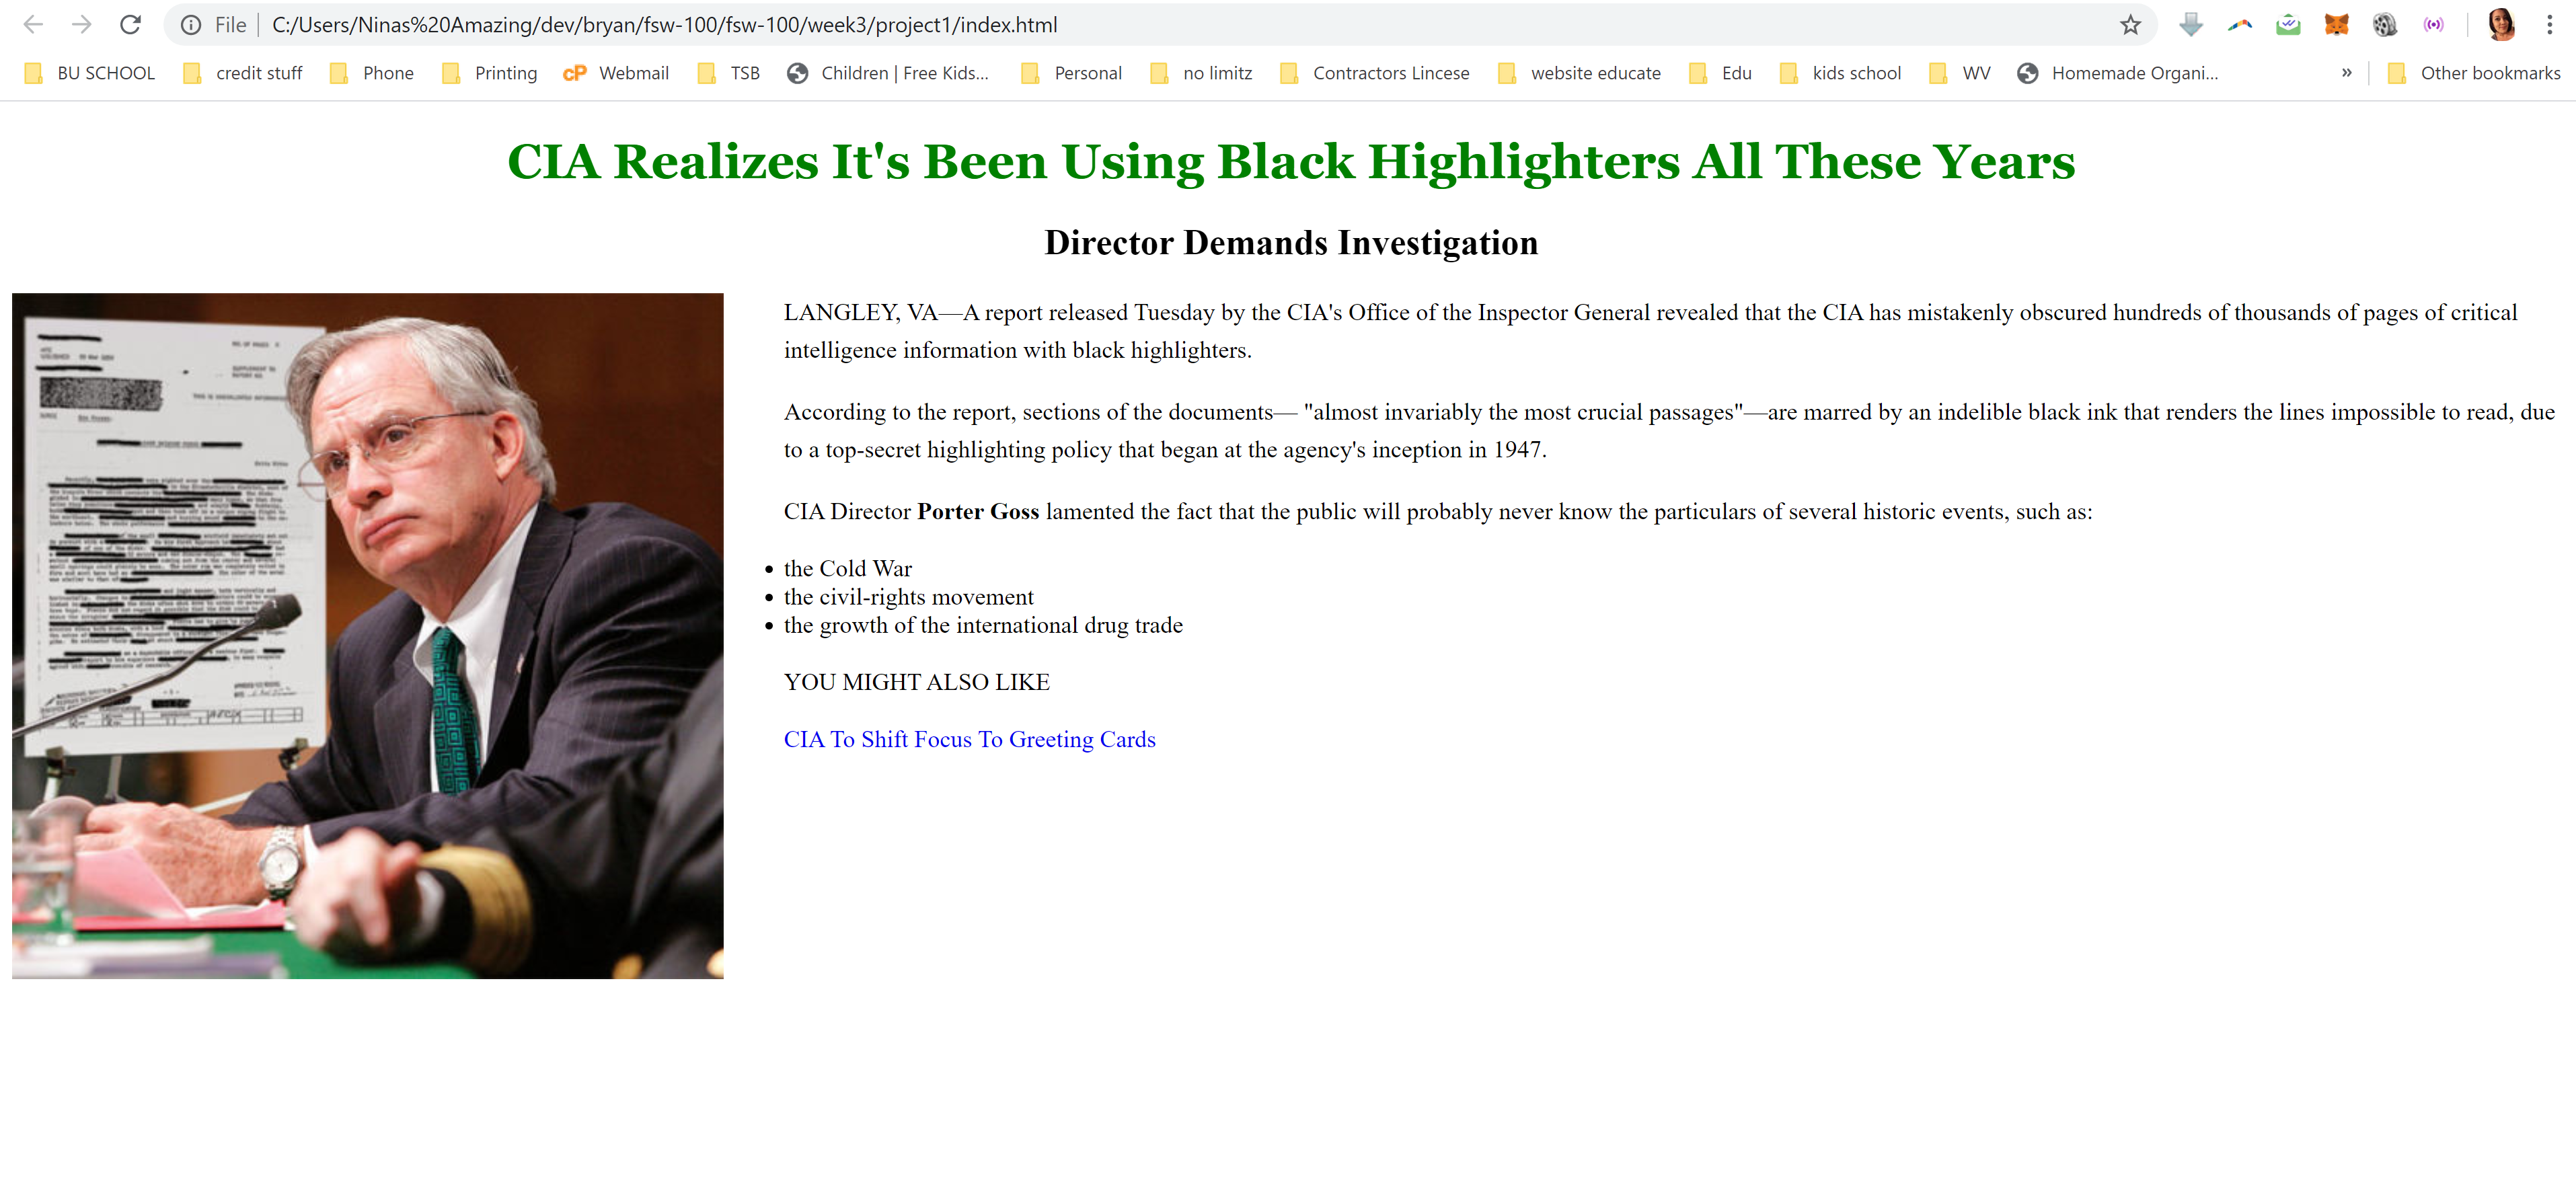 File
C:/Users/Ninas%20Amazing/dev/bryan/fsw-100/fsw-100/week3/project1/index.html
BU SCHOOL
credit stuff
Phone
Printing
cP Webmail
TSB
Children | Free Kids...
Personal
no limitz
Contractors Lincese
website educate
Edu
kids school
WV
Homemade Organi...
»
Other bookmarks
CIA Realizes It's Been Using Black Highlighters All These Years
Director Demands Investigation
LANGLEY, VA—A report released Tuesday by the CIA's Office of the Inspector General revealed that the CIA has mistakenly obscured hundreds of thousands of pages of critical
intelligence information with black highlighters.
According to the report, sections of the documents— "almost invariably the most crucial passages"—are marred by an indelible black ink that renders the lines impossible to read, due
to a top-secret highlighting policy that began at the agency's inception in 1947.
CIA Director Porter Goss lamented the fact that the public will probably never know the particulars of several historic events, such as:
• the Cold War
• the civil-rights movement
• the growth of the international drug trade
YOU MIGHT ALSO LIKE
CIA To Shift Focus To Greeting Cards